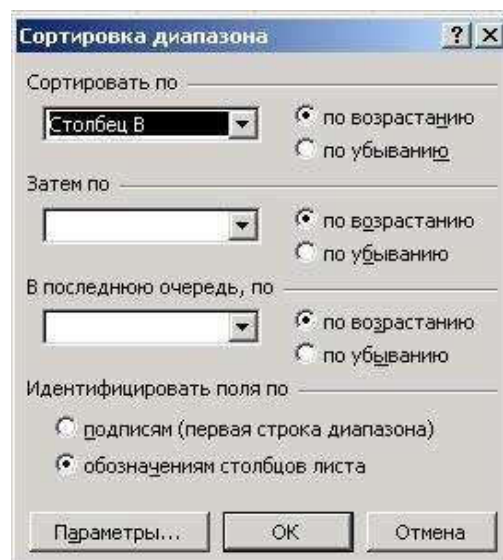 Сортировка диапазона
Сортировать по
Столбец В
по возрастанию
по убыванию
Затем по
по возрастанию
по убыванию
В последнюю очередь, по
по возрастанию
по убыванию
Идентифицировать поля по
подписям (первая строка диапазона)
обозначениям столбцов листа
Параметры... ОК Отмена